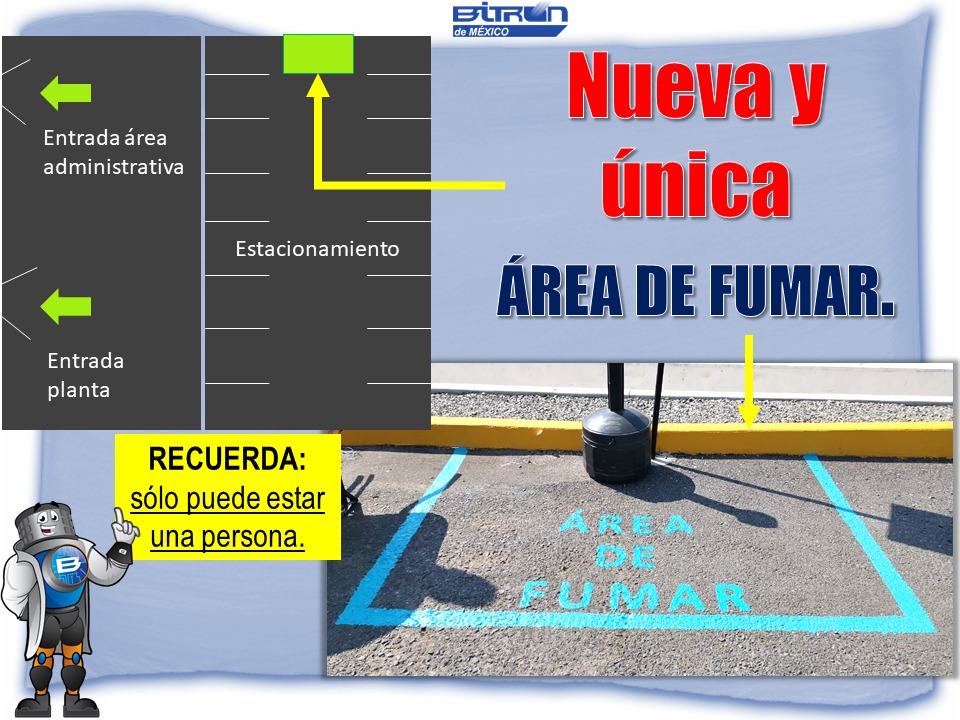 BiTRON
de MÉXICO
Nueva y
única
ÁREA DE FUMAR.
Entrada área
administrativa
Estacionamiento
Entrada
planta
RECUERDA:
sólo puede estar
una persona.
B
ÁREA
DE
FUMAR